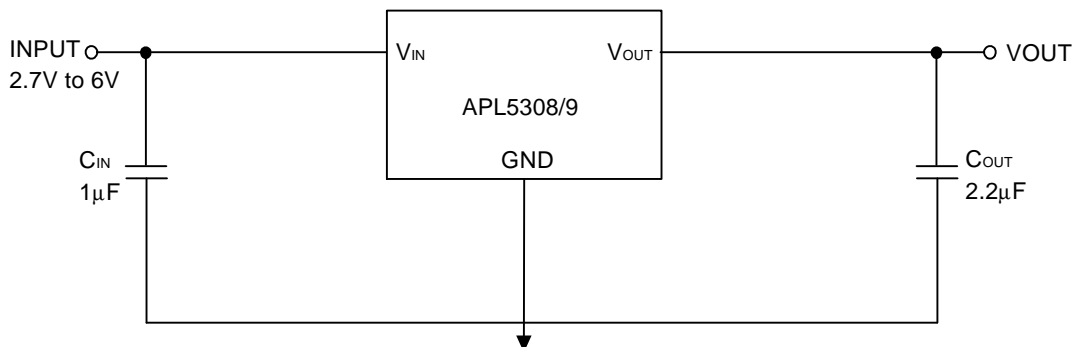 INPUT
2.7V to 6V
VIN
VOUT
APL5308/9
GND
VOUT
CIN
1μF
COUT
2.2μF